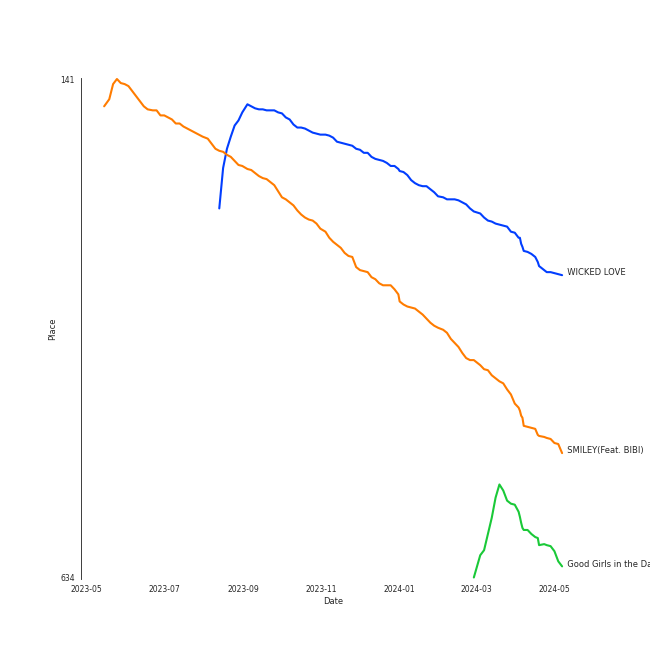 141
WICKED LOVE
Place
SMILEY(Feat. BIBI)
Good Girls in the Da
634
2023-05 2023-07 2023-09 2023-11 2024-01 2024-03 2024-05
Date